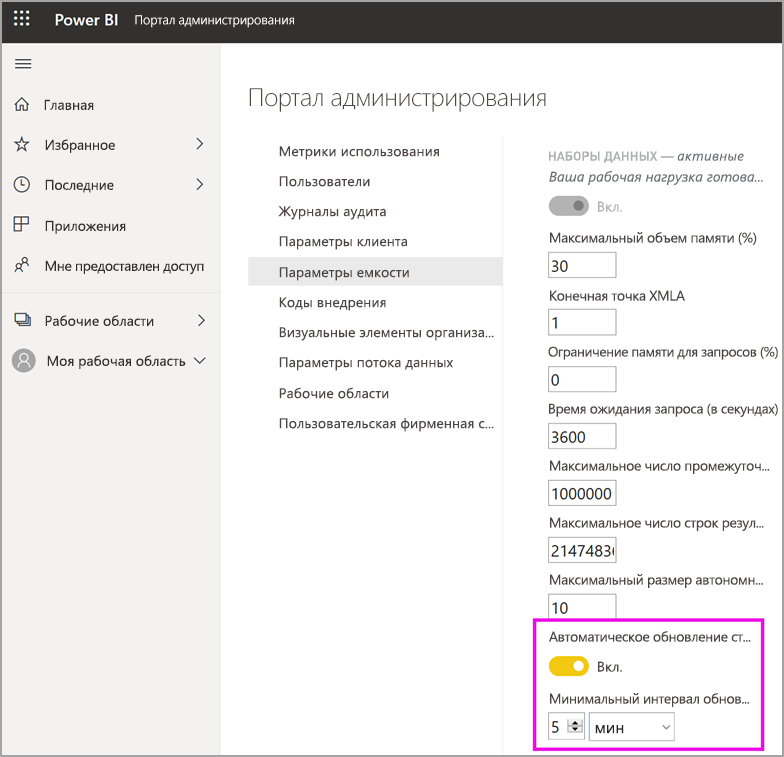 Power BI Портал администрирования
Главная
Избранное
Последние
Приложения
Мне предоставлен доступ
Рабочие области
Моя рабочая область
Портал администрирования
Метрики использования
Пользователи
Журналы аудита
Параметры клиента
Параметры емкости
Коды внедрения
Визуальные элементы организа...
Параметры потока данных
Рабочие области
Пользовательская фирменная с...
НАБОРЫ ДАННЫХ — активные
Ваша рабочая нагрузка готова...
Вкл.
Максимальный объем памяти (%)
30
Конечная точка XMLA
1
Ограничение памяти для запросов (%)
0
Время ожидания запроса (в секундах)
3600
Максимальное число промежуточ...
1000000
Максимальное число строк резул...
2147483
Максимальный размер автономн...
10
Автоматическое обновление ст...
Вкл.
Минимальный интервал обнов...
5 мин